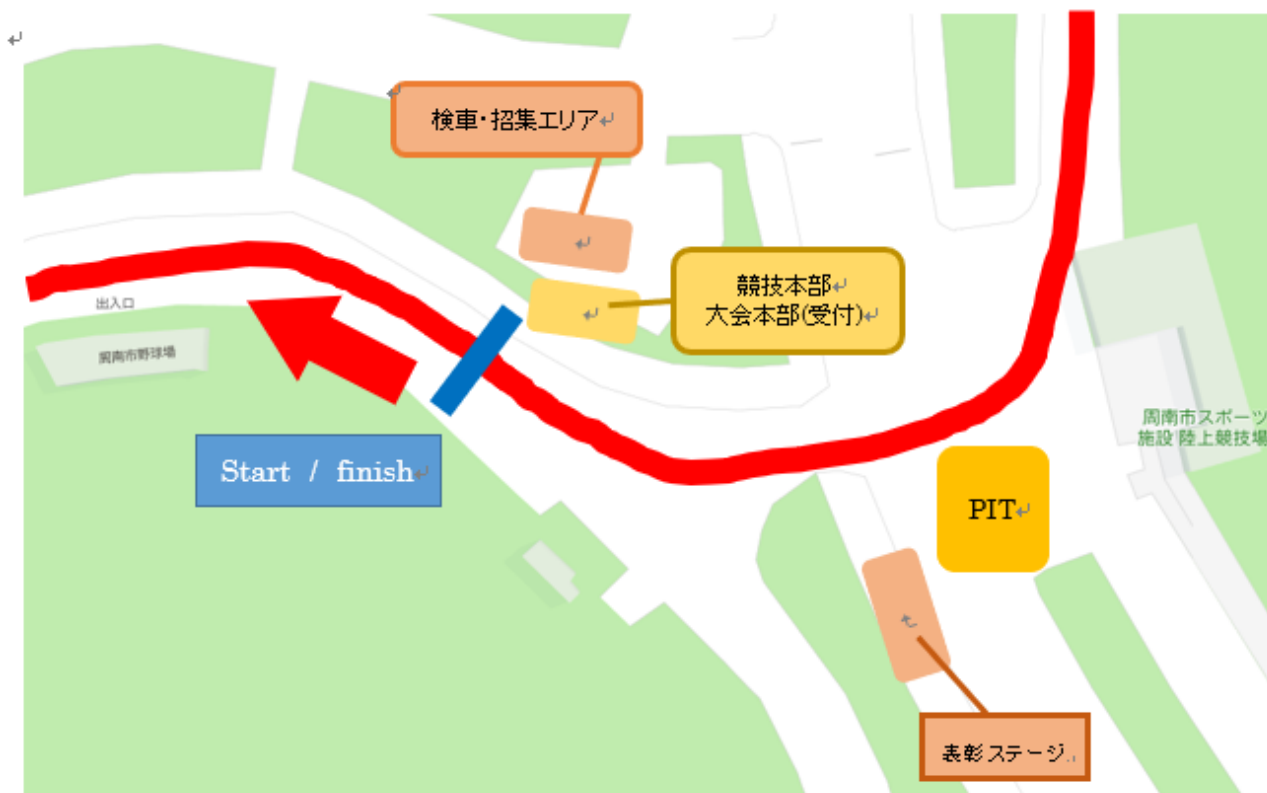 検車・招集エリア
競技本部
大会本部(受付)
出入口
周南市野球場
周南市スポーツ
施設 陸上競技場
Start / finish
PIT
表彰ステージ